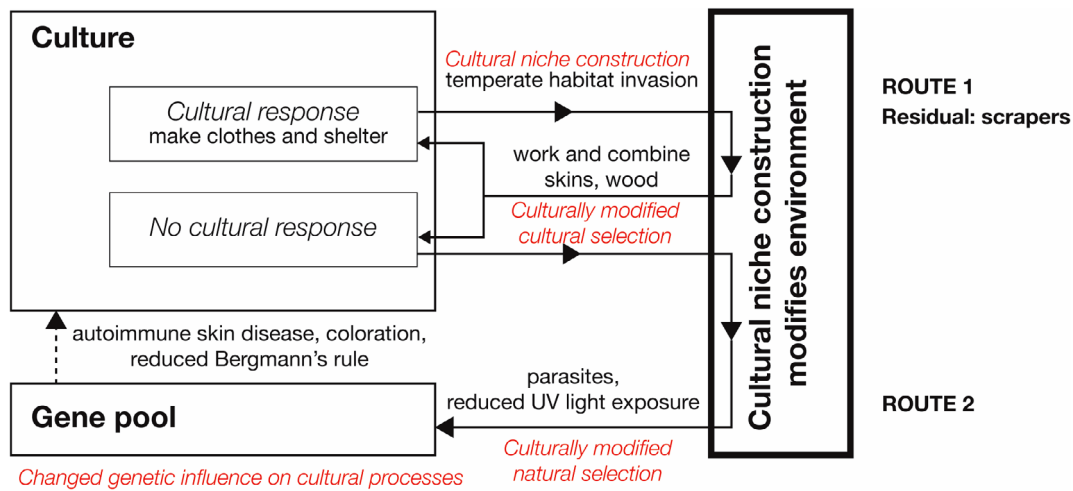 Culture
Cultural response
make clothes and shelter
No cultural response
Cultural niche construction
temperate habitat invasion
work and combine
skins, wood
Culturally modified
cultural selection
Cultural niche construction
modifies environment
ROUTE 1
Residual: scrapers
autoimmune skin disease, coloration,
reduced Bergmann’s rule
Gene pool
Changed genetic influence on cultural processes
parasites,
reduced UV light exposure
Culturally modified
natural selection
ROUTE 2